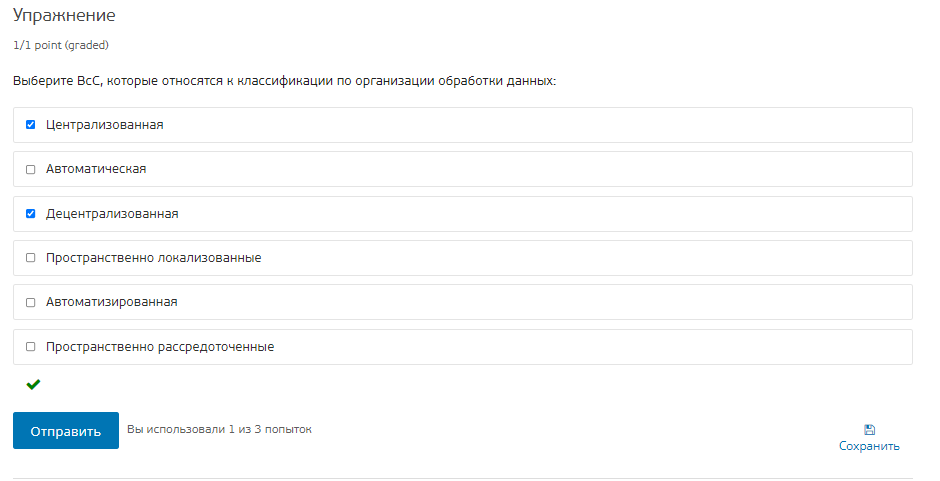 Упражнение
1/1 point (graded)
Выберите ВсС, которые относятся к классификации по организации обработки данных:
Централизованная
Автоматическая
Децентрализованная
Пространственно локализованные
Автоматизированная
Пространственно рассредоточенные
Отправить
Вы использовали 1 из 3 попыток
Сохранить